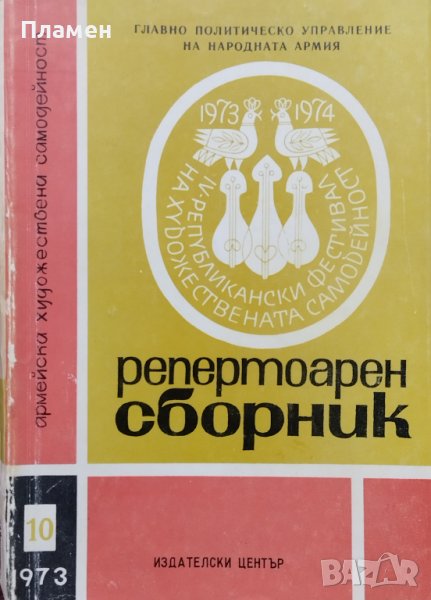 Пламен
ГЛАВНО ПОЛИТИЧЕСКО УПРАВЛЕНИЕ
НА НАРОДНАТА АРМИЯ
армейска художествена самодейност
1973 1974
IV РЕПУБЛИКАНСКИ ФЕСТИВАЛ
НА ХУДОЖЕСТВЕНАТА САМОДЕЙНОСТ
репертоарен
сборник
10
1973
ИЗДАТЕЛСКИ ЦЕНТЪР
BAZAR